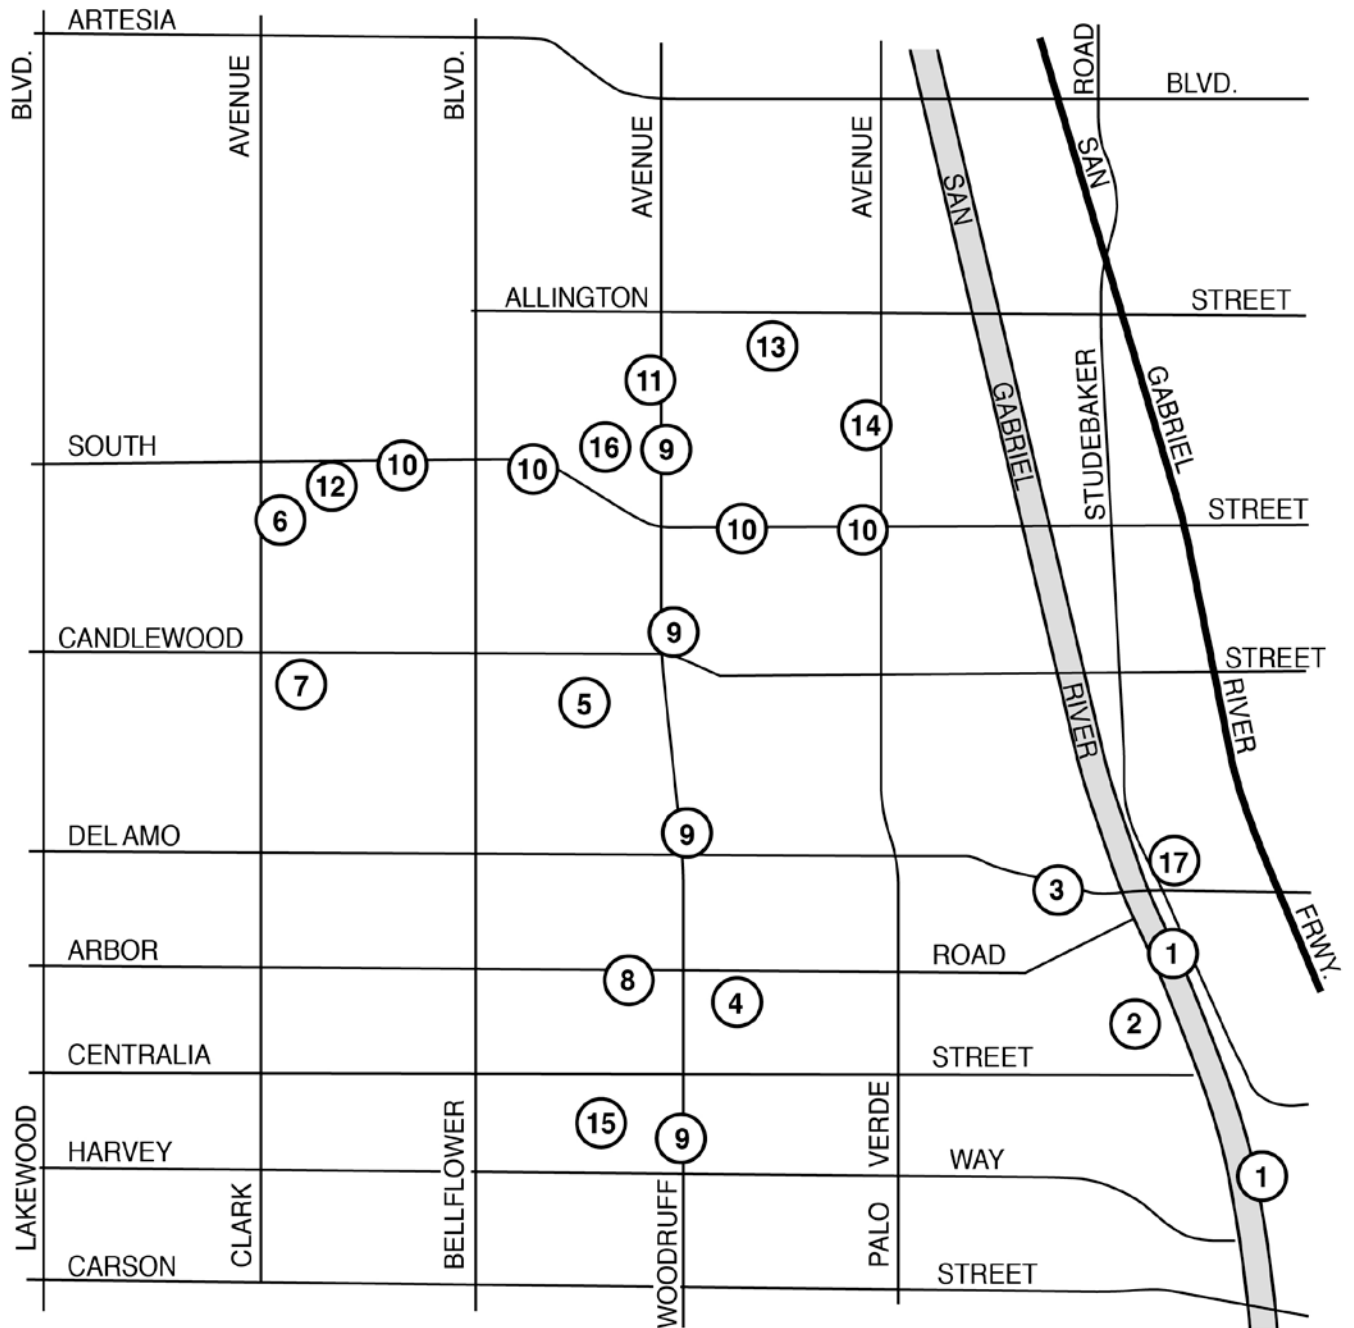 ARTESIA
BLVD.
AVENUE
BLVD.
AVENUE
AVENUE
ROAD
BLVD.
SAN
SAN
ALLINGTON
STREET
13
11
GABRIEL
GABRIEL
STUDEBAKER
14
SOUTH
16
9
10
10
12
6
10
10
STREET
CANDLEWOOD
9
STREET
7
5
RIVER
RIVER
DEL AMO
9
17
3
ARBOR
ROAD
1
FRWY.
8
4
2
CENTRALIA
STREET
15
9
HARVEY
WAY
1
LAKEWOOD
CLARK
BELLFLOWER
WOODRUFF
PALO VERDE
CARSON
STREET